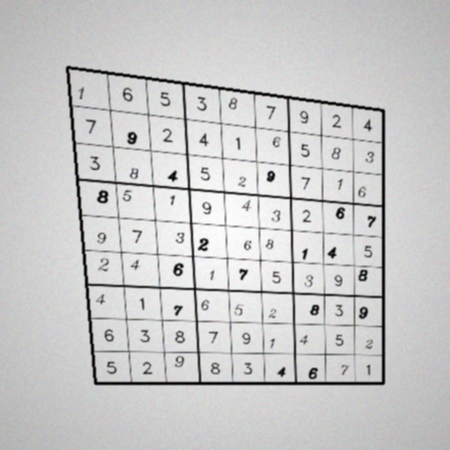 1 6 5 3 8 7 9 2 4
7 9 2 4 1 6 5 8 3
3 8 4 5 2 9 7 1 6
8 5 1 9 4 3 2 6 7
9 7 3 2 6 8 1 4 5
2 4 6 1 7 5 3 9 8
4 1 7 6 5 2 8 3 9
6 3 8 7 9 1 4 5 2
5 2 9 8 3 4 6 7 1